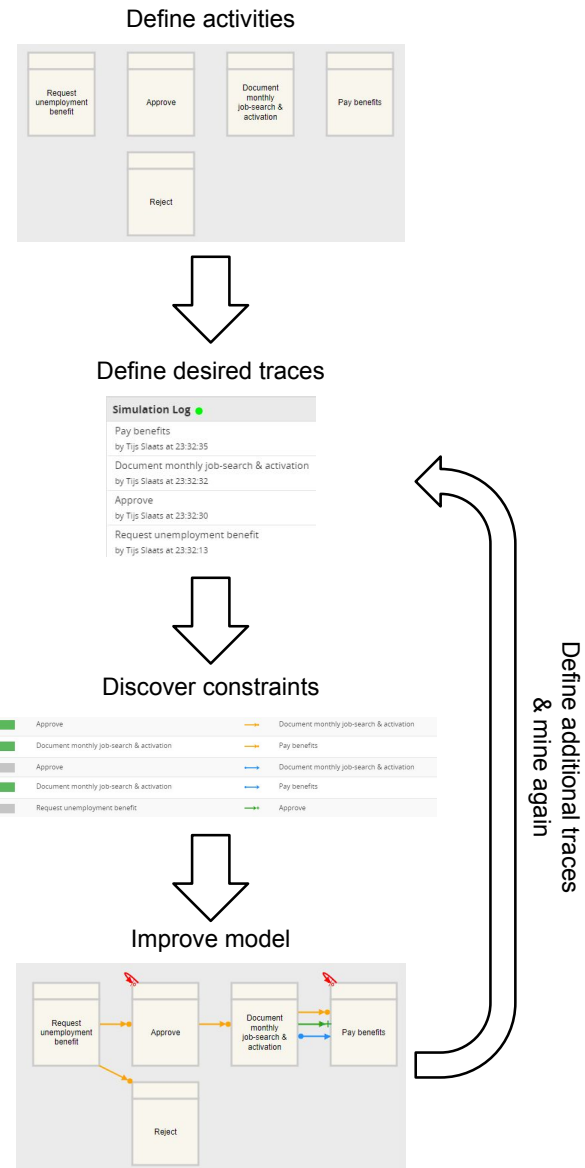 Define activities
Request
unemployment
benefit
Approve
Document
monthly
job-search &
activation
Pay benefits
Reject
Define desired traces
Simulation Log
Pay benefits
by Tijs Slaats at 23:32:35
Document monthly job-search & activation
by Tijs Slaats at 23:32:32
Approve
by Tijs Slaats at 23:32:30
Request unemployment benefit
by Tijs Slaats at 23:32:13
Discover constraints
Approve Document monthly job-search & activation
Document monthly job-search & activation Pay benefits
Approve Document monthly job-search & activation
Document monthly job-search & activation Pay benefits
Request unemployment benefit Approve
Improve model
Request
unemployment
benefit
%
Approve
Document
monthly
job-search &
activation
%
Pay benefits
Reject
Define additional traces
& mine again